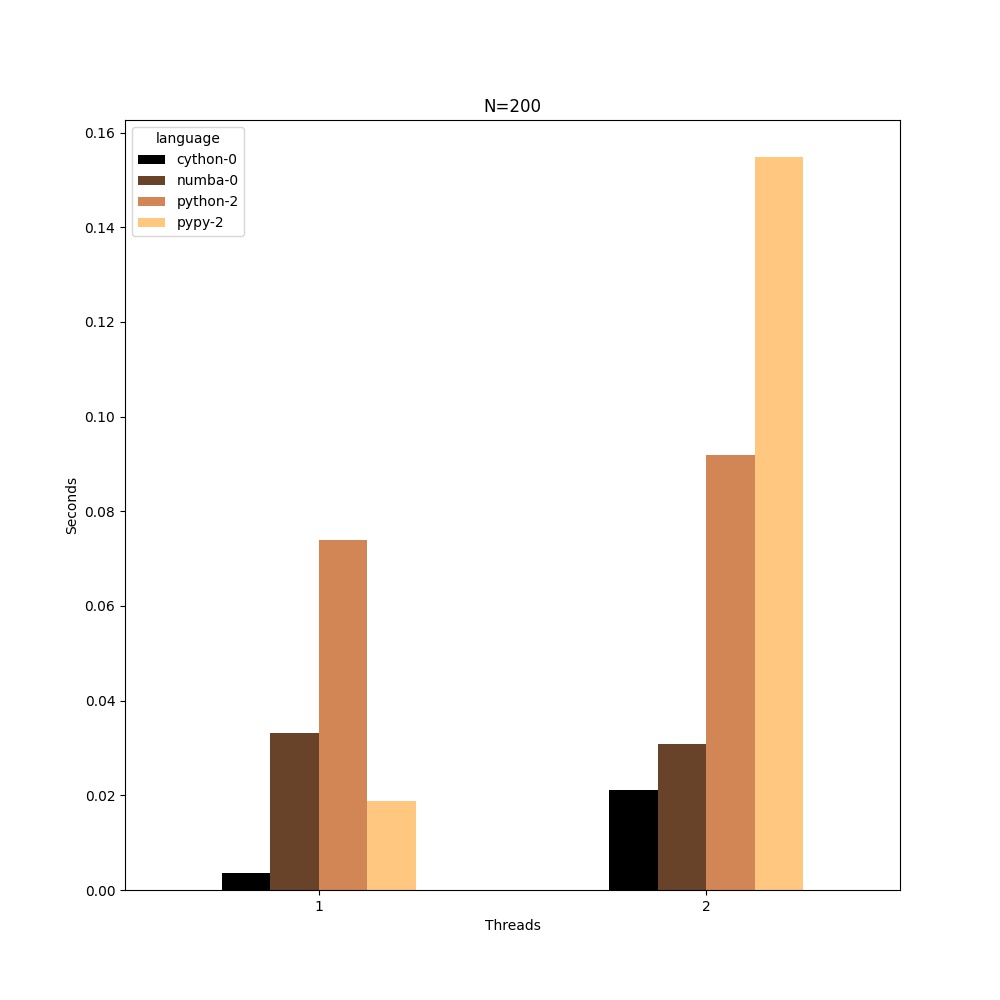 N=200
language
cython-0
numba-0
python-2
pypy-2
0.16
0.14
0.12
0.10
0.08
0.06
0.04
0.02
0.00
Seconds
1 2
Threads